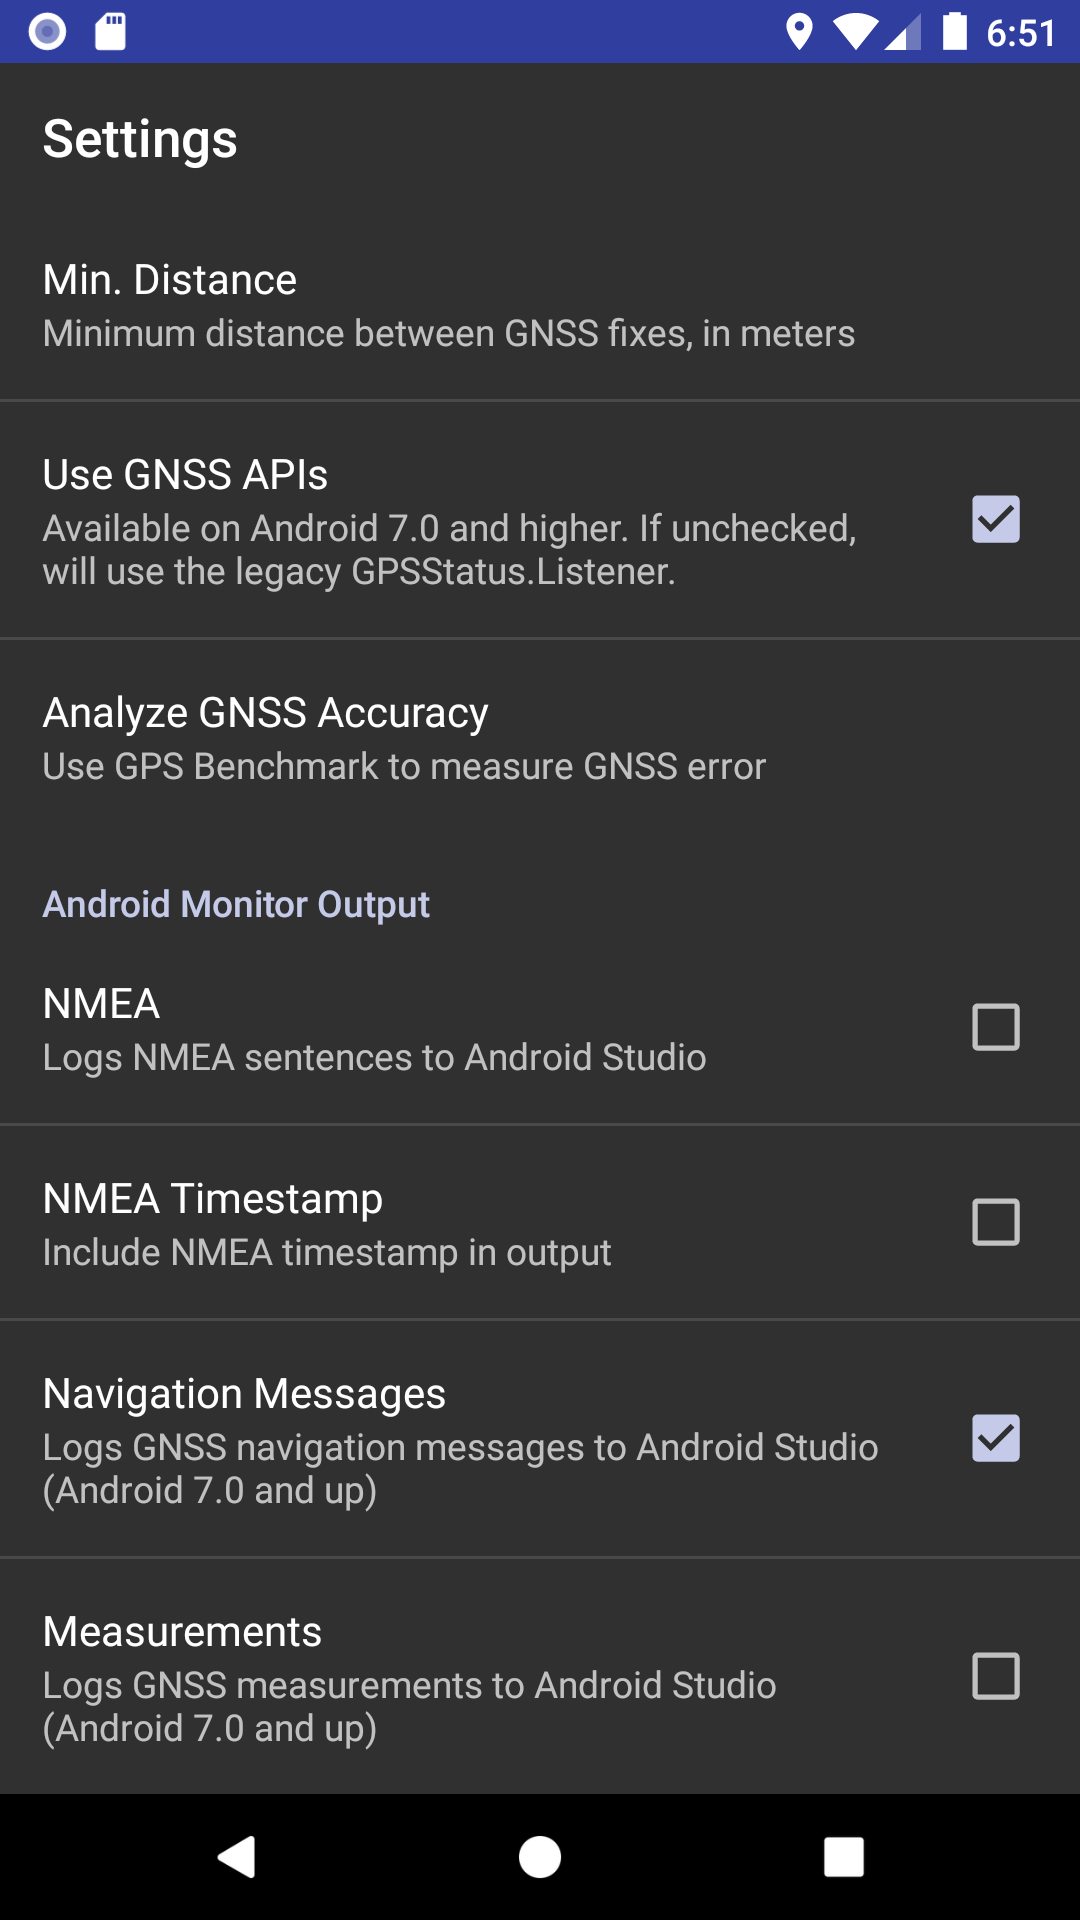 6:51
Settings
Min. Distance
Minimum distance between GNSS fixes, in meters
Use GNSS APIs
Available on Android 7.0 and higher. If unchecked,
will use the legacy GPSStatus.Listener.
Analyze GNSS Accuracy
Use GPS Benchmark to measure GNSS error
Android Monitor Output
NMEA
Logs NMEA sentences to Android Studio
NMEA Timestamp
Include NMEA timestamp in output
Navigation Messages
Logs GNSS navigation messages to Android Studio
(Android 7.0 and up)
Measurements
Logs GNSS measurements to Android Studio
(Android 7.0 and up)